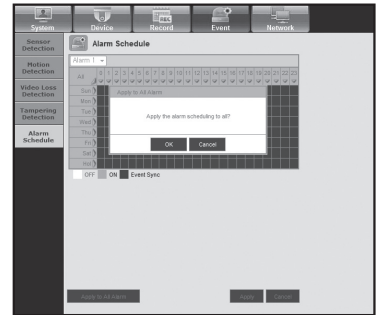 System Device Record Event Network
Sensor Detection
Motion Detection
Video Loss Detection
Tampering Detection
Alarm Schedule
Alarm Schedule
Alarm 1
All 0 1 2 3 4 5 6 7 8 9 10 11 12 13 14 15 16 17 18 19 20 21 22 23
Sun
Mon
Tue
Wed
Thu
Fri
Sat
Hol
Apply to All Alarm
Apply the alarm scheduling to all?
OK Cancel
OFF ON Event Sync
Apply to All Alarm Apply Cancel